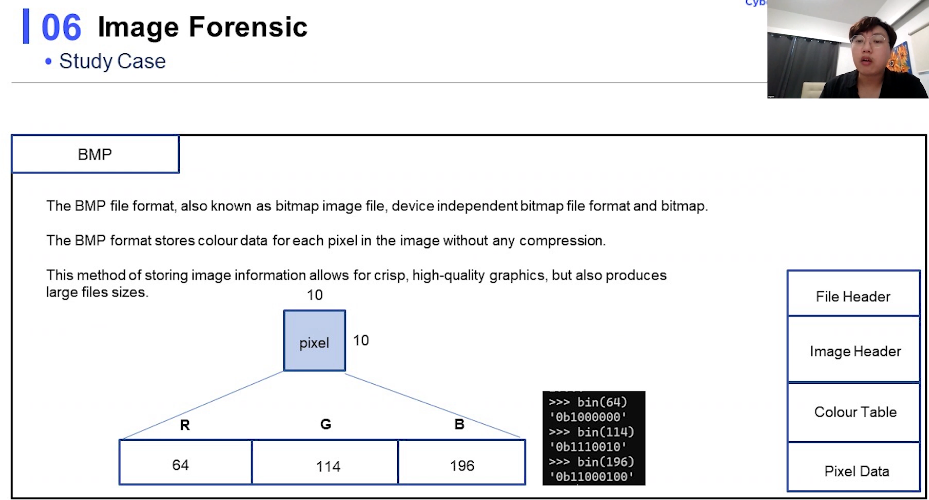 06 Image Forensic
• Study Case
BMP
The BMP file format, also known as bitmap image file, device independent bitmap file format and bitmap.
The BMP format stores colour data for each pixel in the image without any compression.
This method of storing image information allows for crisp, high-quality graphics, but also produces
large files sizes.
10
pixel
10
R G B
64 114 196
>>> bin(64)
'0b1000000'
>>> bin(114)
'0b1110010'
>>> bin(196)
'0b11000100'
File Header
Image Header
Colour Table
Pixel Data